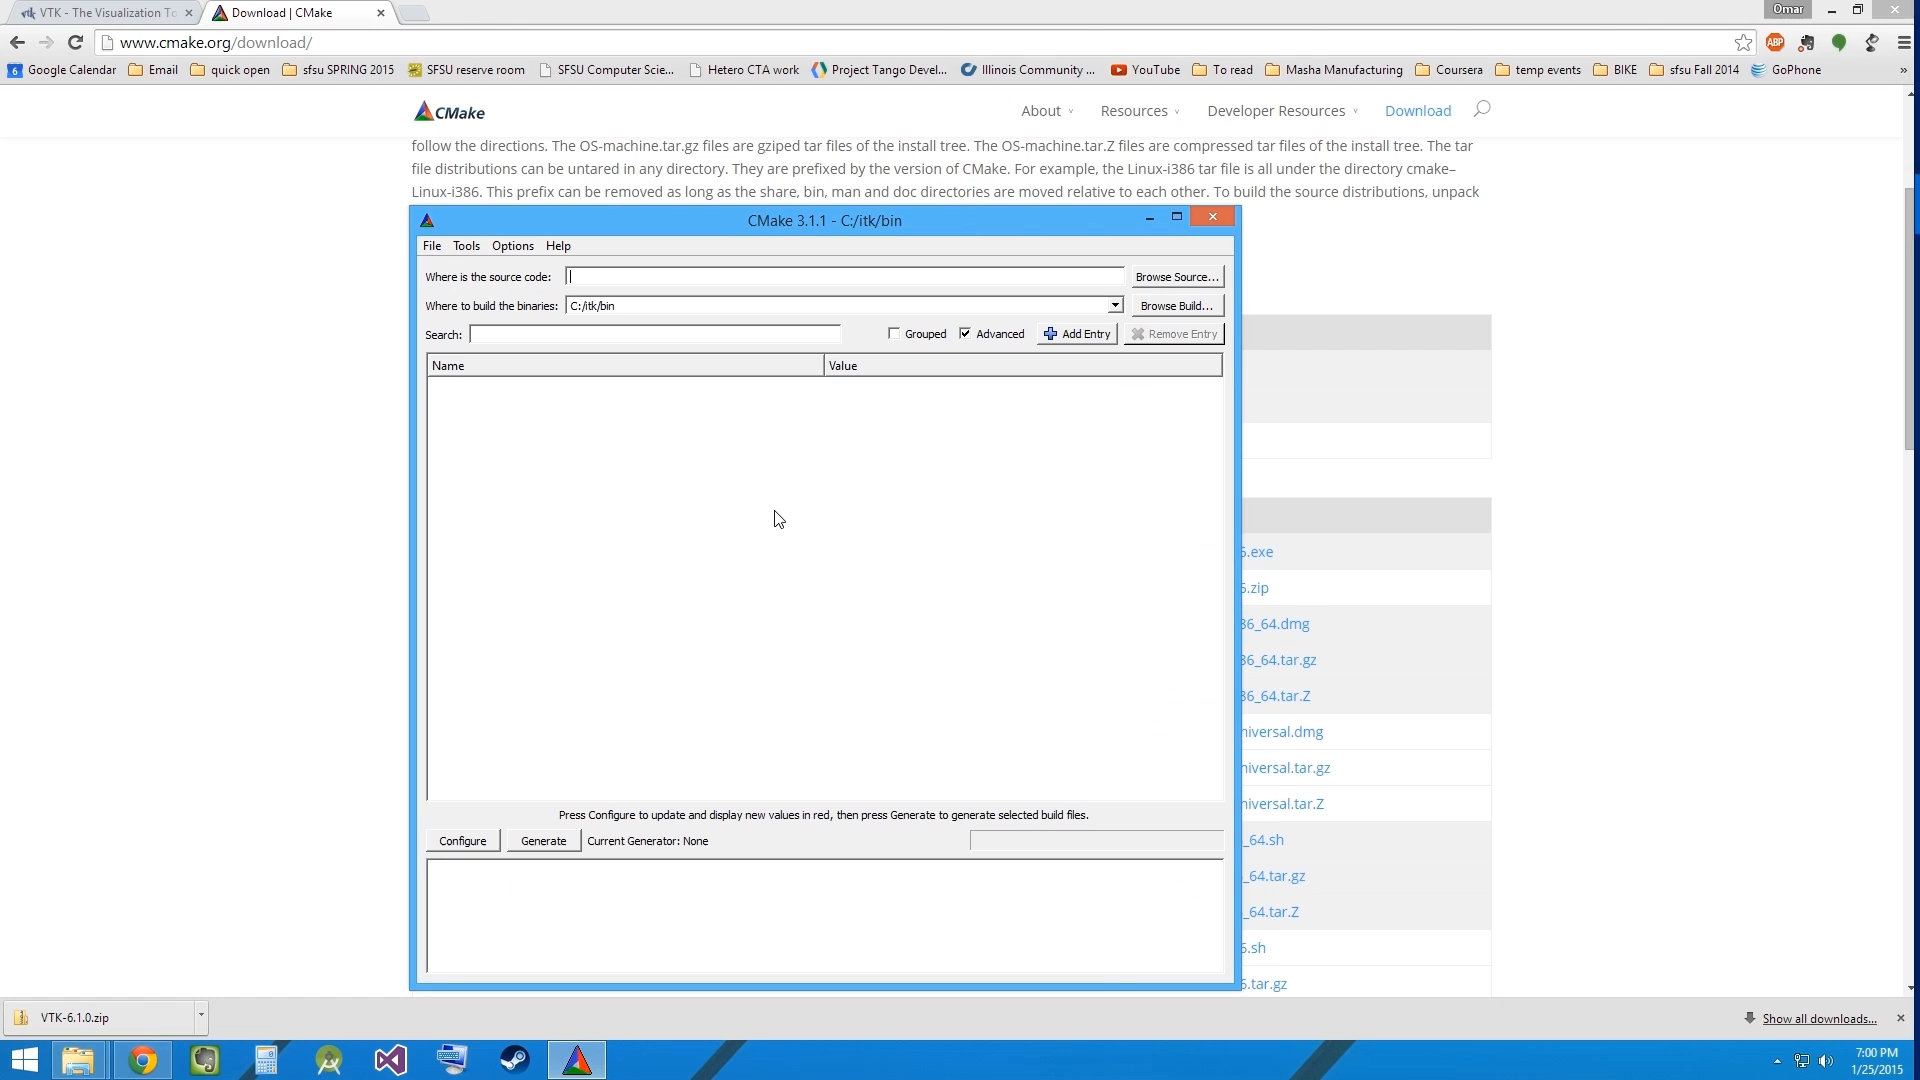 VTK - The Visualization To
Download | CMake
Omar
www.cmake.org/download/
ABP
6 Google Calendar
Email
quick open
sfsu SPRING 2015
SFSU reserve room
SFSU Computer Scie...
Hetero CTA work
Project Tango Devel...
Illinois Community ...
YouTube
To read
Masha Manufacturing
Coursera
temp events
BIKE
sfsu Fall 2014
GoPhone
»
CMake
About
Resources
Developer Resources
Download
follow the directions. The OS-machine.tar.gz files are gziped tar files of the install tree. The OS-machine.tar.Z files are compressed tar files of the install tree. The tar
file distributions can be untared in any directory. They are prefixed by the version of CMake. For example, the Linux-i386 tar file is all under the directory cmake–
Linux-i386. This prefix can be removed as long as the share, bin, man and doc directories are moved relative to each other. To build the source distributions, unpack
CMake 3.1.1 - C:/itk/bin
File Tools Options Help
Where is the source code:
Browse Source...
Where to build the binaries: C:/itk/bin
Browse Build...
Search:
Grouped
Advanced
Add Entry
Remove Entry
Name
Value
Press Configure to update and display new values in red, then press Generate to generate selected build files.
Configure
Generate
Current Generator: None
.exe
.zip
86_64.dmg
86_64.tar.gz
86_64.tar.Z
niversal.dmg
niversal.tar.gz
niversal.tar.Z
_64.sh
_64.tar.gz
_64.tar.Z
.sh
.tar.gz
VTK-6.1.0.zip
Show all downloads...
7:00 PM
1/25/2015